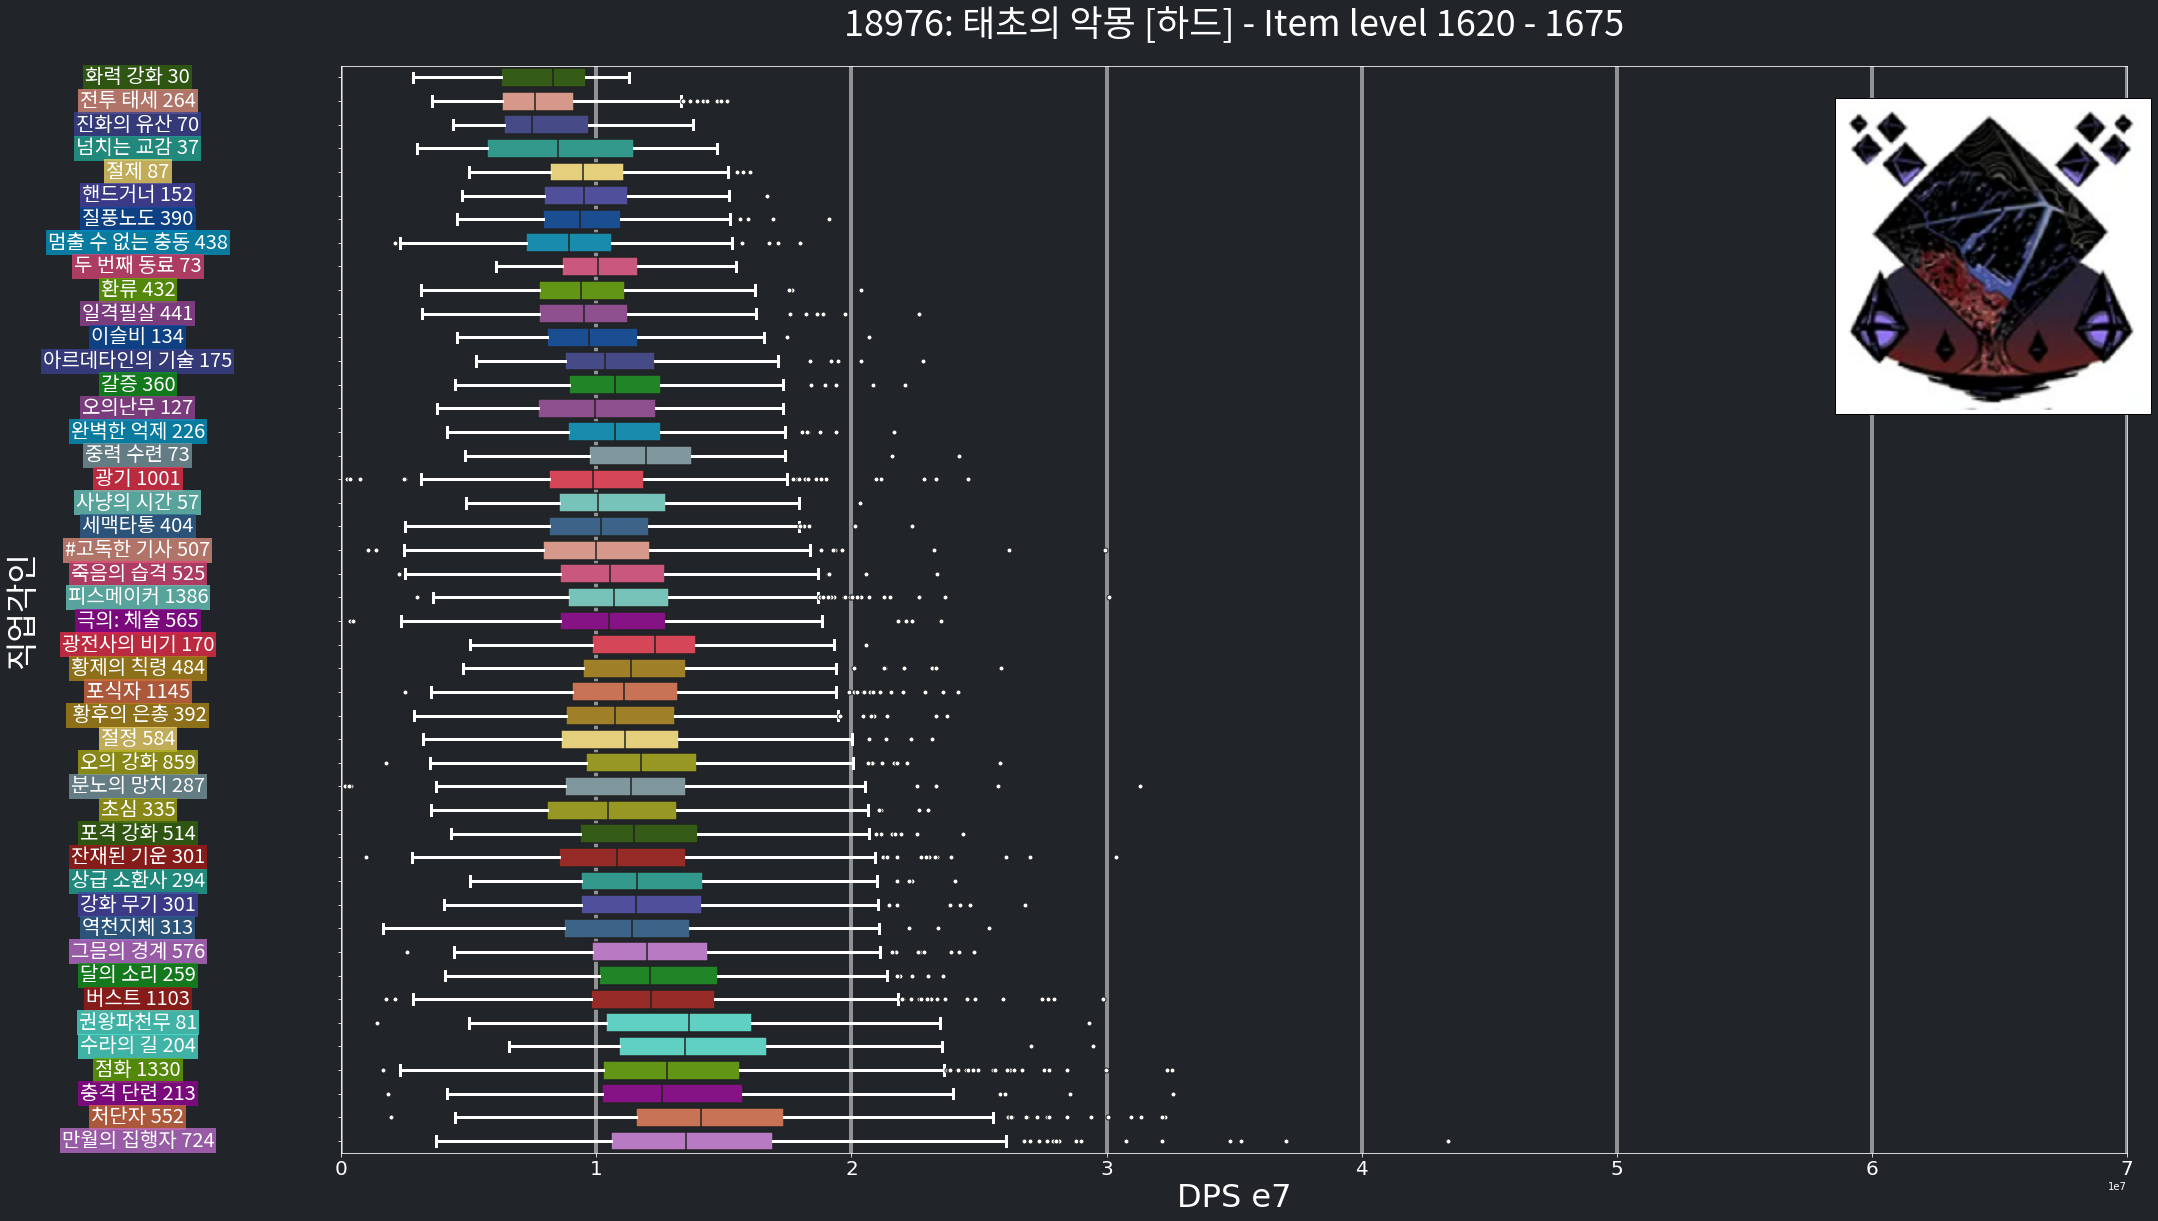 18976: 태초의 악몽 [하드] - Item level 1620 - 1675
화력 강화 30
전투 태세 264
진화의 유산 70
넘치는 교감 37
절제 87
핸드거너 152
질풍노도 390
멈출 수 없는 충동 438
두 번째 동료 73
환류 432
일격필살 441
이슬비 134
아르데타인의 기술 175
갈증 360
오의난무 127
완벽한 억제 226
중력 수련 73
광기 1001
사냥의 시간 57
세맥타통 404
#고독한 기사 507
죽음의 습격 525
피스메이커 1386
극의: 체술 565
광전사의 비기 170
황제의 칙령 484
포식자 1145
황후의 은총 392
절정 584
오의 강화 859
분노의 망치 287
초심 335
포격 강화 514
잔재된 기운 301
상급 소환사 294
강화 무기 301
역천지체 313
그믐의 경계 576
달의 소리 259
버스트 1103
권왕파천무 81
수라의 길 204
점화 1330
충격 단련 213
처단자 552
만월의 집행자 724
직업각인
0 1 2 3 4 5 6 7
1e7
DPS e7